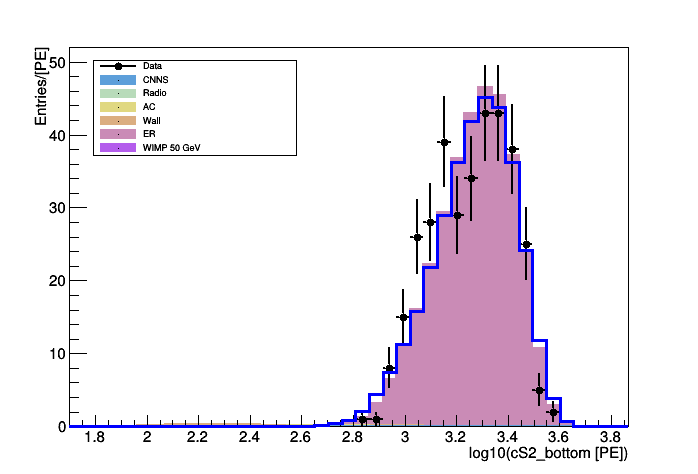 Entries/[PE]
50
40
30
20
10
0
Data
CNNS
Radio
AC
Wall
ER
WIMP 50 GeV
1.8 2 2.2 2.4 2.6 2.8 3 3.2 3.4 3.6 3.8
log10(cS2_bottom [PE])